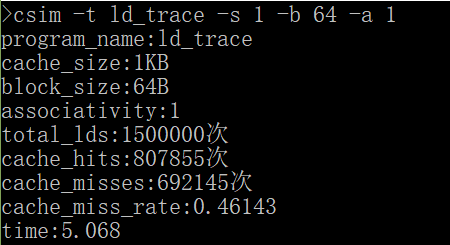 >csim -t ld_trace -s 1 -b 64 -a 1
program_name:ld_trace
cache_size:1KB
block_size:64B
associativity:1
total_lds:1500000次
cache_hits:807855次
cache_misses:692145次
cache_miss_rate:0.46143
time:5.068